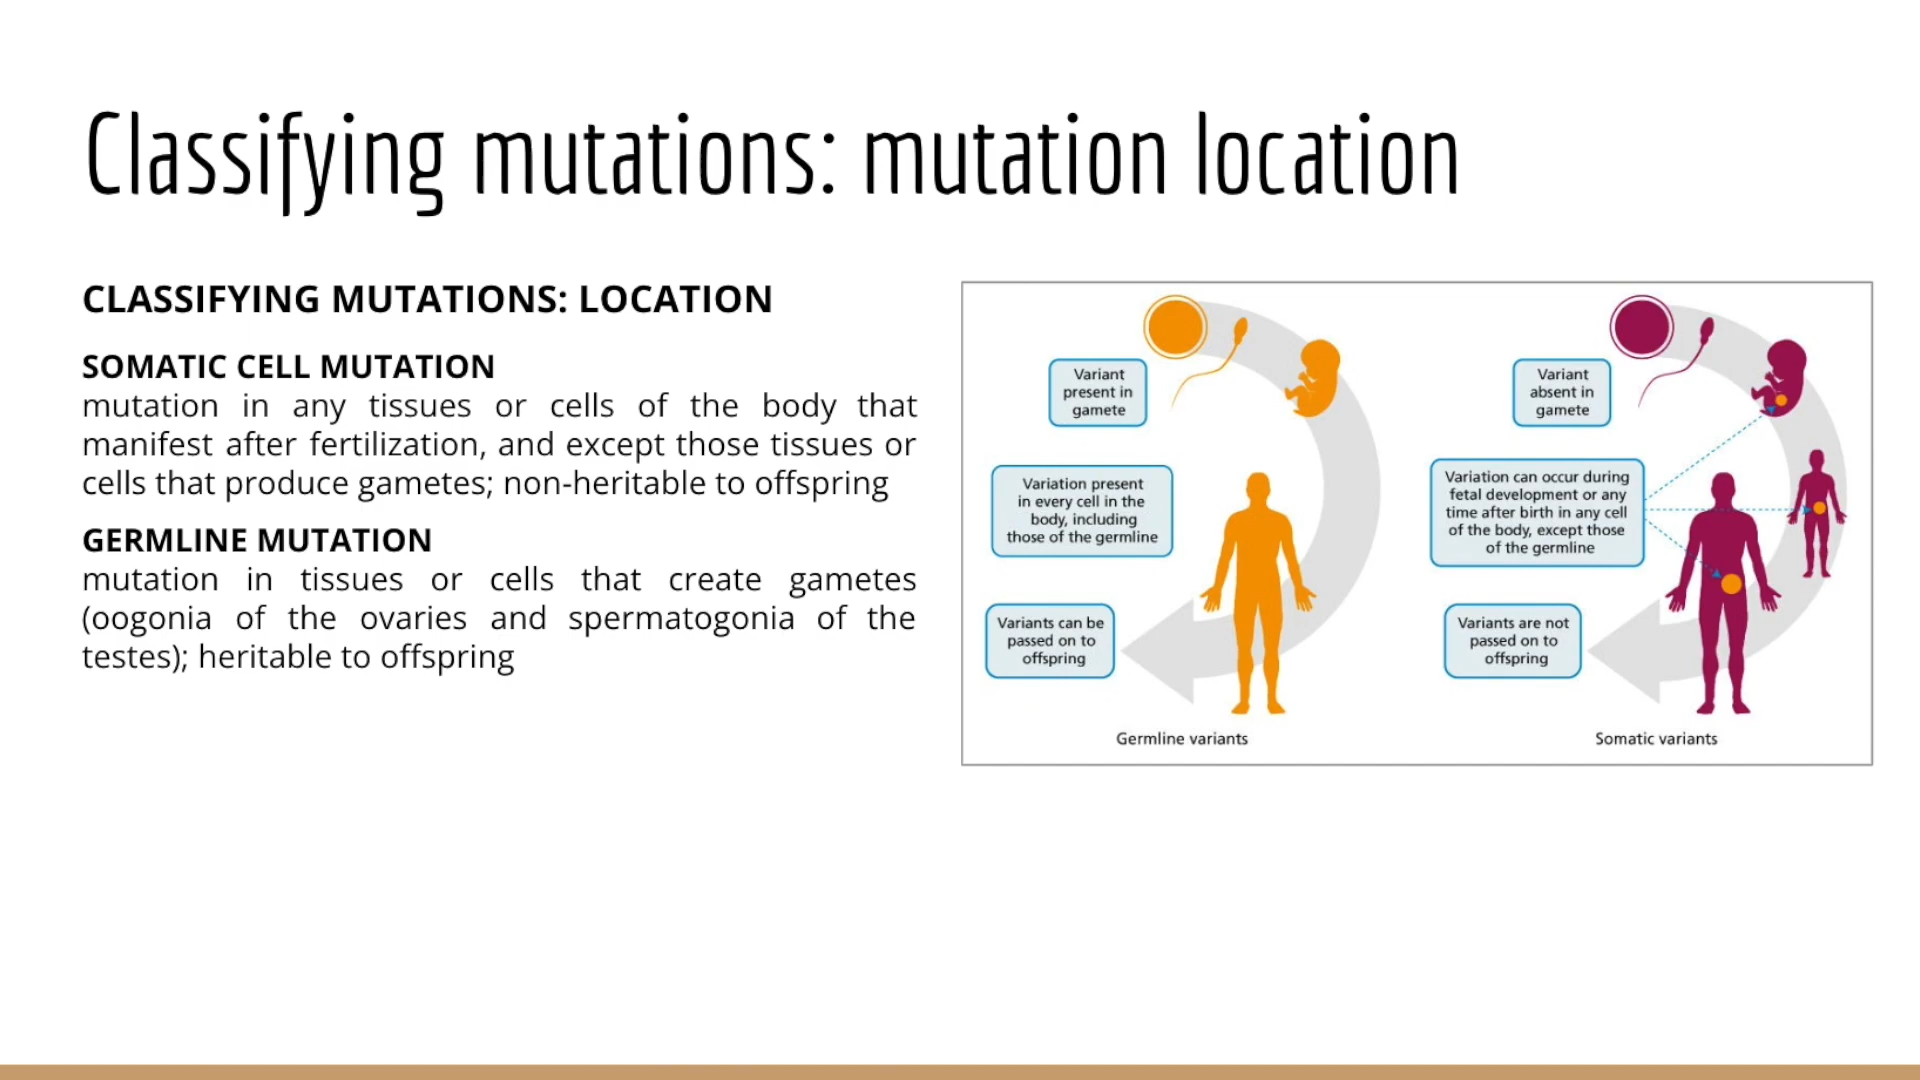 Classifying mutations: mutation location
CLASSIFYING MUTATIONS: LOCATION
SOMATIC CELL MUTATION
mutation in any tissues or cells of the body that
manifest after fertilization, and except those tissues or
cells that produce gametes; non-heritable to offspring
GERMLINE MUTATION
mutation in tissues or cells that create gametes
(oogonia of the ovaries and spermatogonia of the
testes); heritable to offspring
Variant
present in
gamete
Variation present
in every cell in the
body, including
those of the germline
Variants can be
passed on to
offspring
Germline variants
Variant
absent in
gamete
Variation can occur during
fetal development or any
time after birth in any cell
of the body, except those
of the germline
Variants are not
passed on to
offspring
Somatic variants